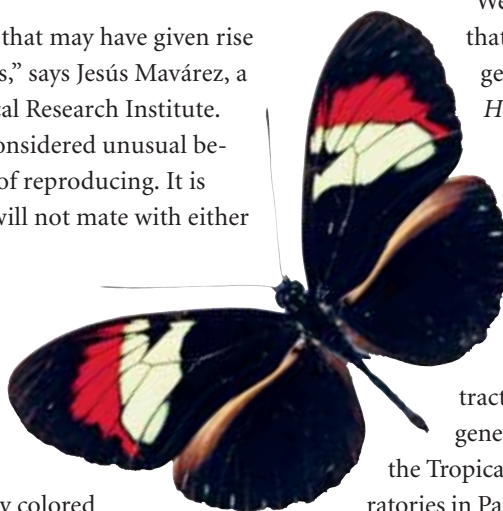 that may have given rise
s,” says Jesús Mavárez, a
cal Research Institute.
onsidered unusual be-
of reproducing. It is
will not mate with either
y colored
We
that
ge
H
tract
gene
the Tropica
ratories in Pa